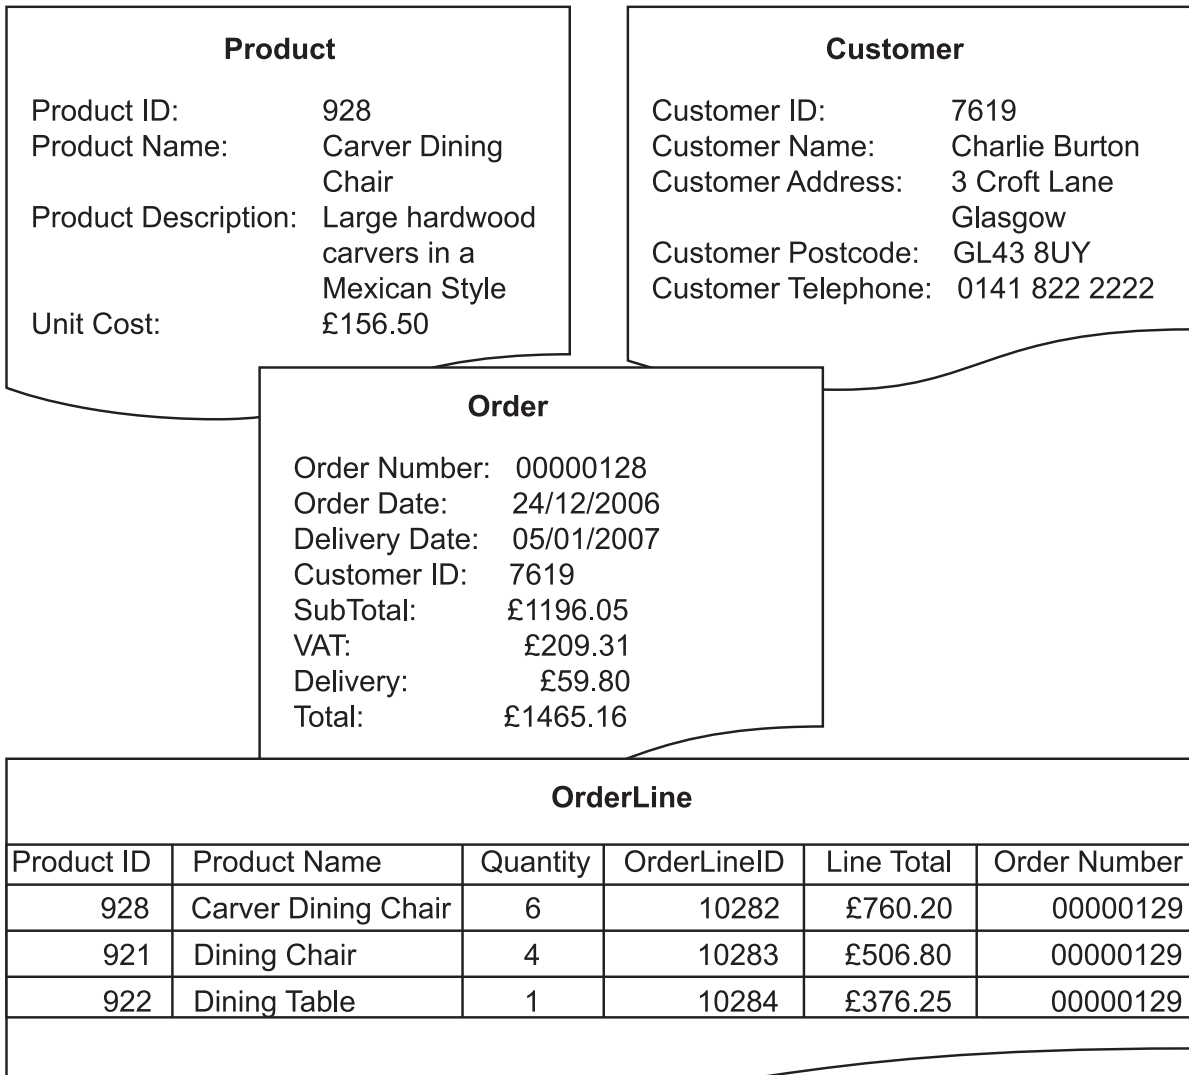 Product
Product ID: 928
Product Name: Carver Dining
Chair
Product Description: Large hardwood
carvers in a
Mexican Style
Unit Cost: £156.50
Customer
Customer ID: 7619
Customer Name: Charlie Burton
Customer Address: 3 Croft Lane
Glasgow
Customer Postcode: GL43 8UY
Customer Telephone: 0141 822 2222
Order
Order Number: 00000128
Order Date: 24/12/2006
Delivery Date: 05/01/2007
Customer ID: 7619
SubTotal: £1196.05
VAT: £209.31
Delivery: £59.80
Total: £1465.16
OrderLine
Product ID Product Name Quantity OrderLineID Line Total Order Number
928 Carver Dining Chair 6 10282 £760.20 00000129
921 Dining Chair 4 10283 £506.80 00000129
922 Dining Table 1 10284 £376.25 00000129